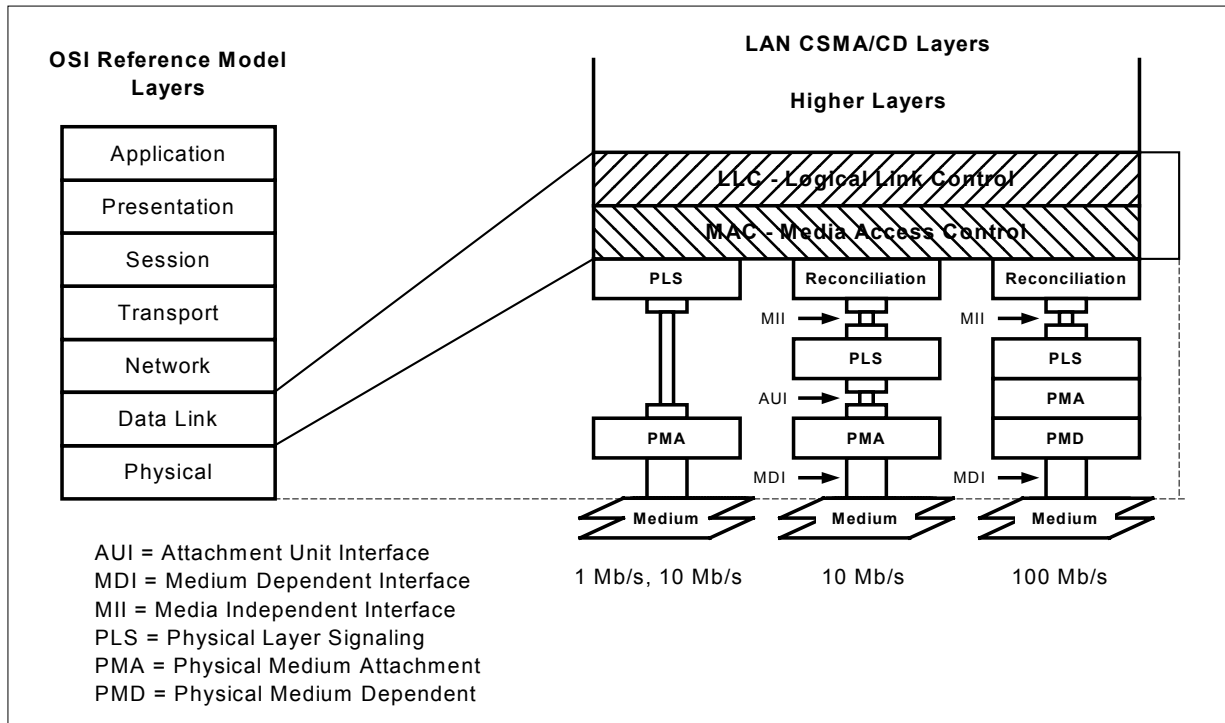 OSI Reference Model
Layers
Application
Presentation
Session
Transport
Network
Data Link
Physical
LAN CSMA/CD Layers
Higher Layers
LLC - Logical Link Control
MAC - Media Access Control
PLS
Reconciliation
Reconciliation
MII
MII
PLS
PLS
AUI
PMA
PMA
PMA
PMD
MDI
MDI
Medium
Medium
Medium
1 Mb/s, 10 Mb/s
10 Mb/s
100 Mb/s
AUI = Attachment Unit Interface
MDI = Medium Dependent Interface
MII = Media Independent Interface
PLS = Physical Layer Signaling
PMA = Physical Medium Attachment
PMD = Physical Medium Dependent